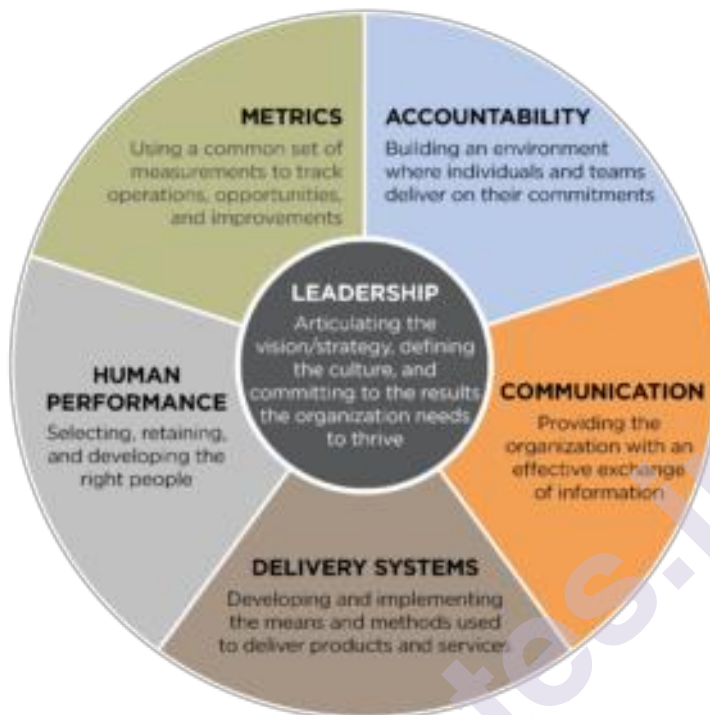 METRICS
Using a common set of
measurements to track
operations, opportunities,
and improvements
ACCOUNTABILITY
Building an environment
where individuals and teams
deliver on their commitments
LEADERSHIP
Articulating the
vision/strategy, defining
the culture, and
committing to the results
the organization needs
to thrive
HUMAN
PERFORMANCE
Selecting, retaining,
and developing the
right people
COMMUNICATION
Providing the
organization with an
effective exchange
of information
DELIVERY SYSTEMS
Developing and implementing
the means and methods used
to deliver products and services